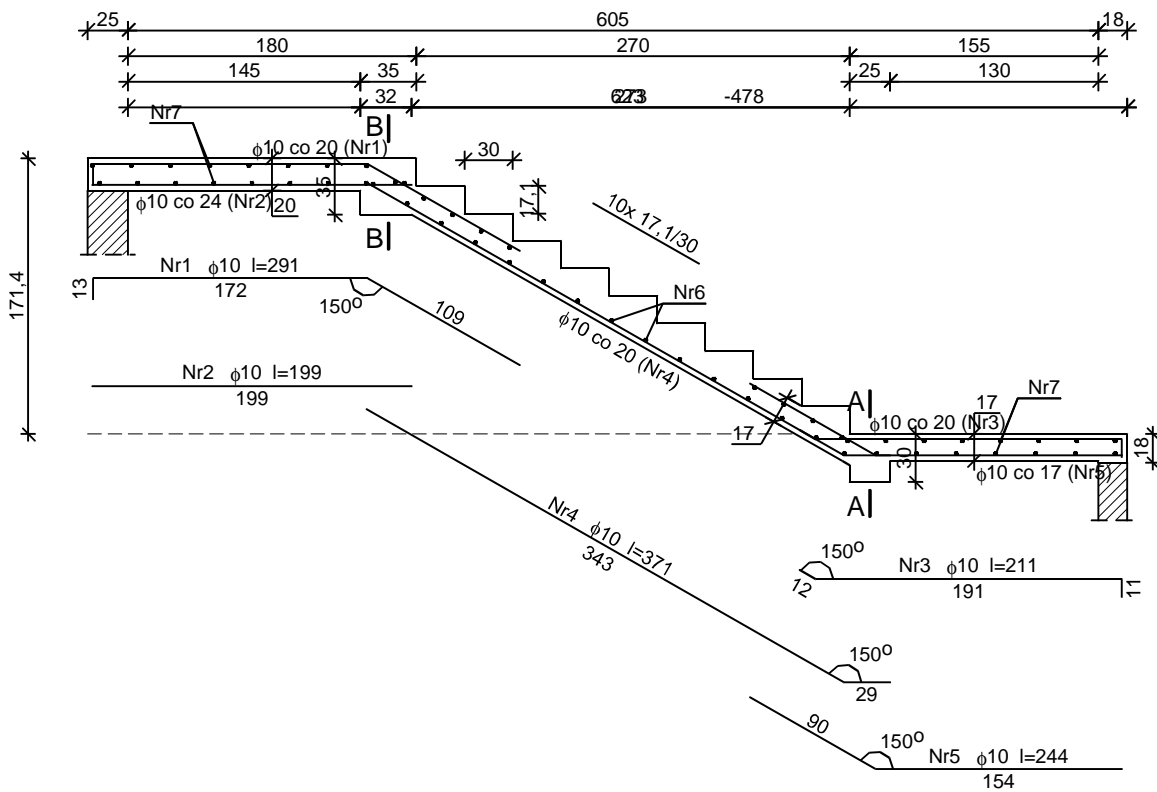 25 605 18
180 270 155
145 35 25 130
32 -478
Nr7
B
ϕ10 co 20 (Nr1)
30
35
17,1
ϕ10 co 24 (Nr2)
20
B
10x 17,1/30
171,4
Nr1 ϕ10 l=291
13
172
150°
109
Nr6
ϕ10 co 20 (Nr4)
Nr2 ϕ10 l=199
199
A
17
Nr7
ϕ10 co 20 (Nr3)
17
30
18
ϕ10 co 17 (Nr5)
A
Nr4 ϕ10 l=371
343
150°
12
Nr3 ϕ10 l=211
191
11
150°
29
90
150°
Nr5 ϕ10 l=244
154